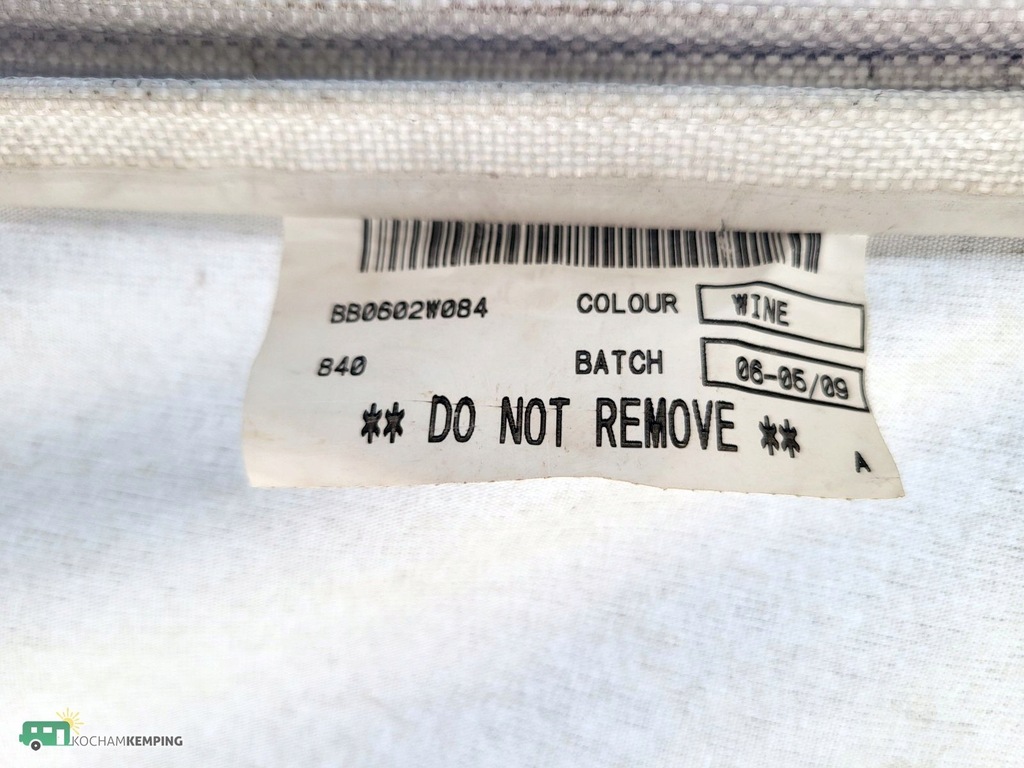 BB0602W084 COLOUR WINE
840 BATCH 06-05/09
** DO NOT REMOVE **
A
KOCHAMKEMPING